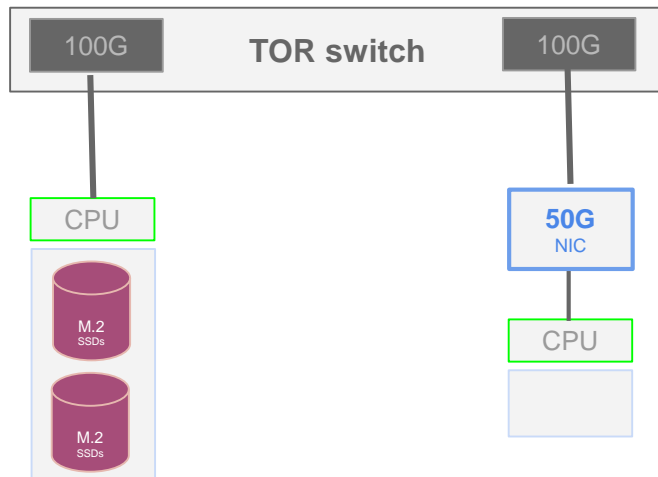 100G
TOR switch
100G
CPU
50G
NIC
M.2
SSDs
CPU
M.2
SSDs